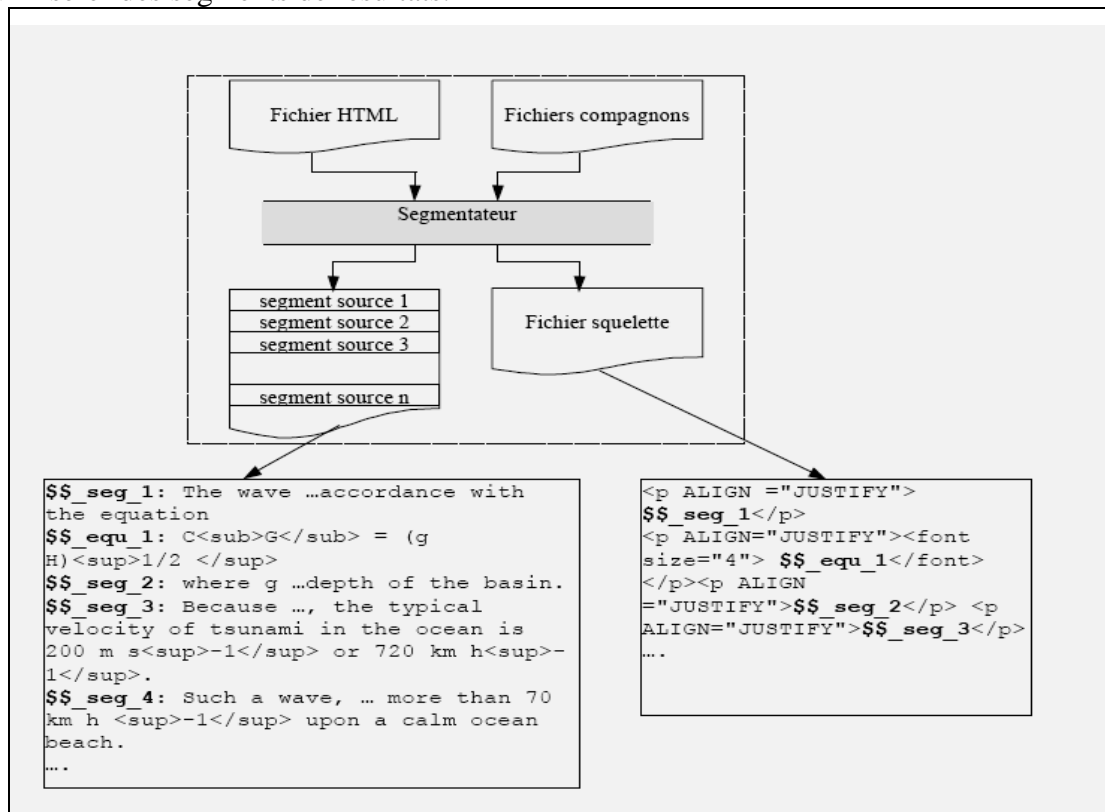 Fichier HTML
Fichiers compagnons
Segmentateur
segment source 1
segment source 2
segment source 3
segment source n
Fichier squelette
$$_seg_1: The wave …accordance with
the equation
$$_equ_1: C<sub>G</sub> = (g
H)<sup>1/2 </sup>
$$_seg_2: where g …depth of the basin.
$$_seg_3: Because …, the typical
velocity of tsunami in the ocean is
200 m s<sup>-1</sup> or 720 km h<sup>-
1</sup>.
$$_seg_4: Such a wave, … more than 70
km h <sup>-1</sup> upon a calm ocean
beach.
….
<p ALIGN ="JUSTIFY">
$$_seg_1</p>
<p ALIGN="JUSTIFY"><font
size="4"> $$_equ_1</font>
</p><p ALIGN
="JUSTIFY">$$_seg_2</p> <p
ALIGN="JUSTIFY">$$_seg_3</p>
….